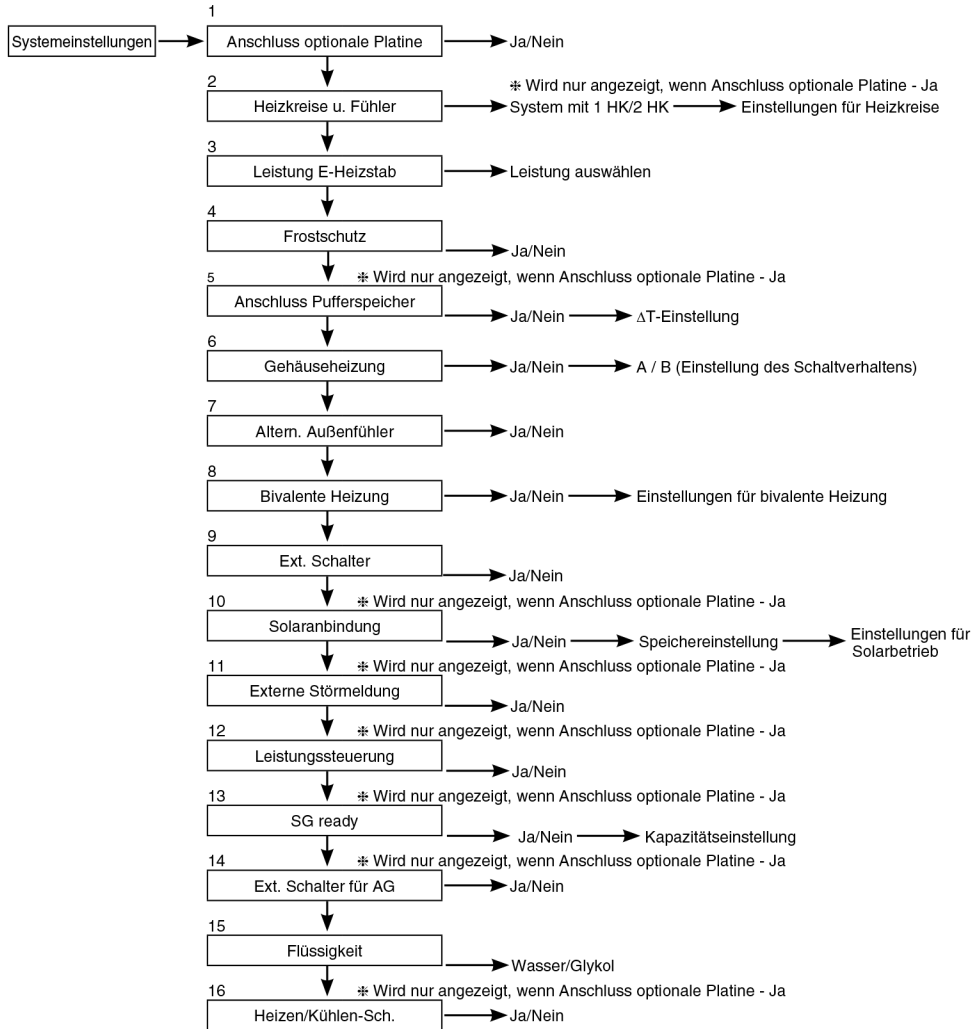 1
Systemeinstellungen
Anschluss optionale Platine
Ja/Nein
※ Wird nur angezeigt, wenn Anschluss optionale Platine - Ja
2
Heizkreise u. Fühler
System mit 1 HK/2 HK
Einstellungen für Heizkreise
3
Leistung E-Heizstab
Leistung auswählen
4
Frostschutz
Ja/Nein
5
※ Wird nur angezeigt, wenn Anschluss optionale Platine - Ja
Anschluss Pufferspeicher
Ja/Nein
ΔT-Einstellung
6
Gehäuseheizung
Ja/Nein
A / B (Einstellung des Schaltverhaltens)
7
Altern. Außenfühler
Ja/Nein
8
Bivalente Heizung
Ja/Nein
Einstellungen für bivalente Heizung
9
Ext. Schalter
Ja/Nein
10
※ Wird nur angezeigt, wenn Anschluss optionale Platine - Ja
Solaranbindung
Ja/Nein
Speichereinstellung
Einstellungen für
Solarbetrieb
11
※ Wird nur angezeigt, wenn Anschluss optionale Platine - Ja
Externe Störmeldung
Ja/Nein
12
※ Wird nur angezeigt, wenn Anschluss optionale Platine - Ja
Leistungssteuerung
Ja/Nein
13
※ Wird nur angezeigt, wenn Anschluss optionale Platine - Ja
SG ready
Ja/Nein
Kapazitätseinstellung
14
※ Wird nur angezeigt, wenn Anschluss optionale Platine - Ja
Ext. Schalter für AG
Ja/Nein
15
Flüssigkeit
Wasser/Glykol
16
※ Wird nur angezeigt, wenn Anschluss optionale Platine - Ja
Heizen/Kühlen-Sch.
Ja/Nein